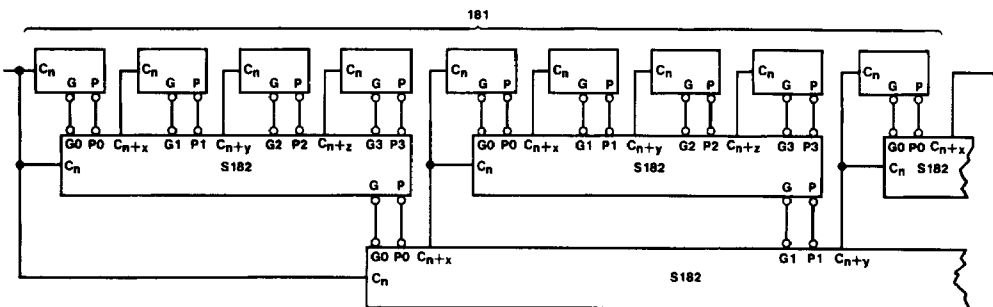 181
Cn Cn Cn Cn Cn Cn Cn Cn Cn
G P G P G P G P G P G P G P G P G P
G0 P0 Cn+x G1 P1 Cn+y G2 P2 Cn+z G3 P3 G0 P0 Cn+x G1 P1 Cn+y G2 P2 Cn+z G3 P3 G0 P0 Cn+x
Cn S182 Cn S182 Cn S182
G P G P
G0 P0 Cn+x G1 P1 Cn+y
Cn S182